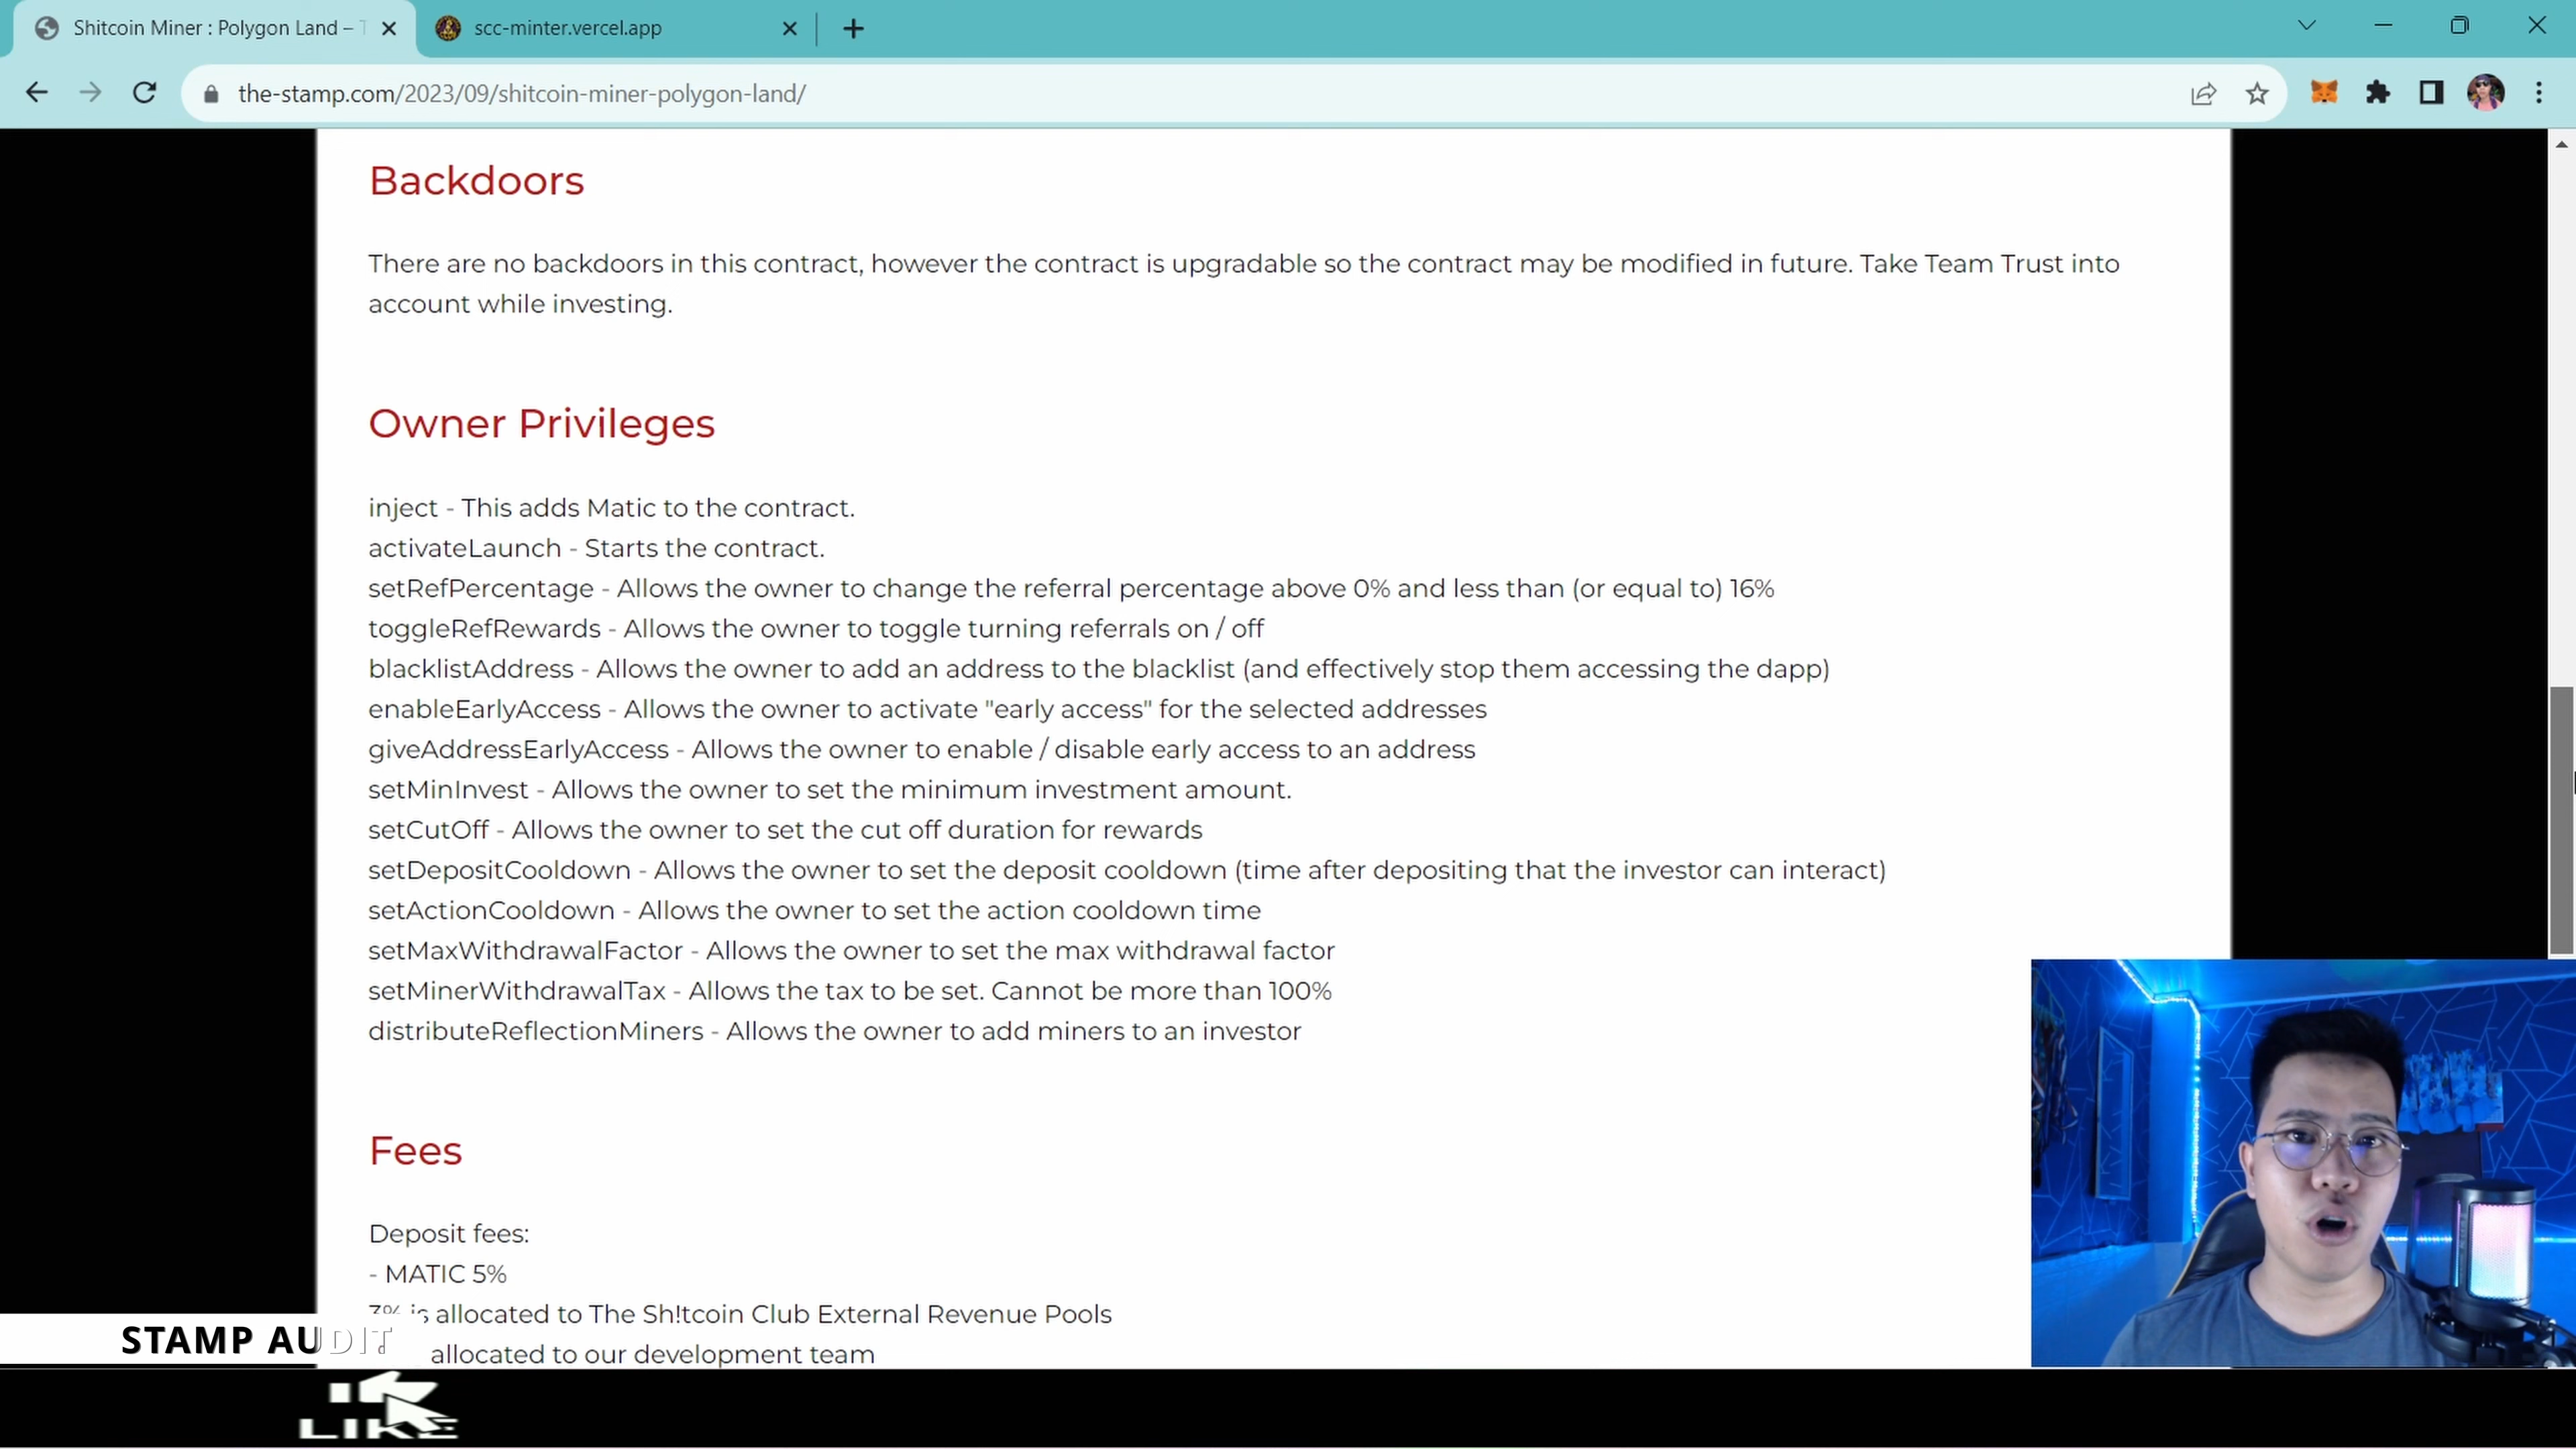 Shitcoin Miner : Polygon Land –
scc-minter.vercel.app
the-stamp.com/2023/09/shitcoin-miner-polygon-land/
Backdoors
There are no backdoors in this contract, however the contract is upgradable so the contract may be modified in future. Take Team Trust into
account while investing.
Owner Privileges
inject - This adds Matic to the contract.
activateLaunch - Starts the contract.
setRefPercentage - Allows the owner to change the referral percentage above 0% and less than (or equal to) 16%
toggleRefRewards - Allows the owner to toggle turning referrals on / off
blacklistAddress - Allows the owner to add an address to the blacklist (and effectively stop them accessing the dapp)
enableEarlyAccess - Allows the owner to activate "early access" for the selected addresses
giveAddressEarlyAccess - Allows the owner to enable / disable early access to an address
setMinInvest - Allows the owner to set the minimum investment amount.
setCutOff - Allows the owner to set the cut off duration for rewards
setDepositCooldown - Allows the owner to set the deposit cooldown (time after depositing that the investor can interact)
setActionCooldown - Allows the owner to set the action cooldown time
setMaxWithdrawalFactor - Allows the owner to set the max withdrawal factor
setMinerWithdrawalTax - Allows the tax to be set. Cannot be more than 100%
distributeReflectionMiners - Allows the owner to add miners to an investor
Fees
Deposit fees:
- MATIC 5%
allocated to The Sh!tcoin Club External Revenue Pools
allocated to our development team
STAMP AUDIT
LIKE